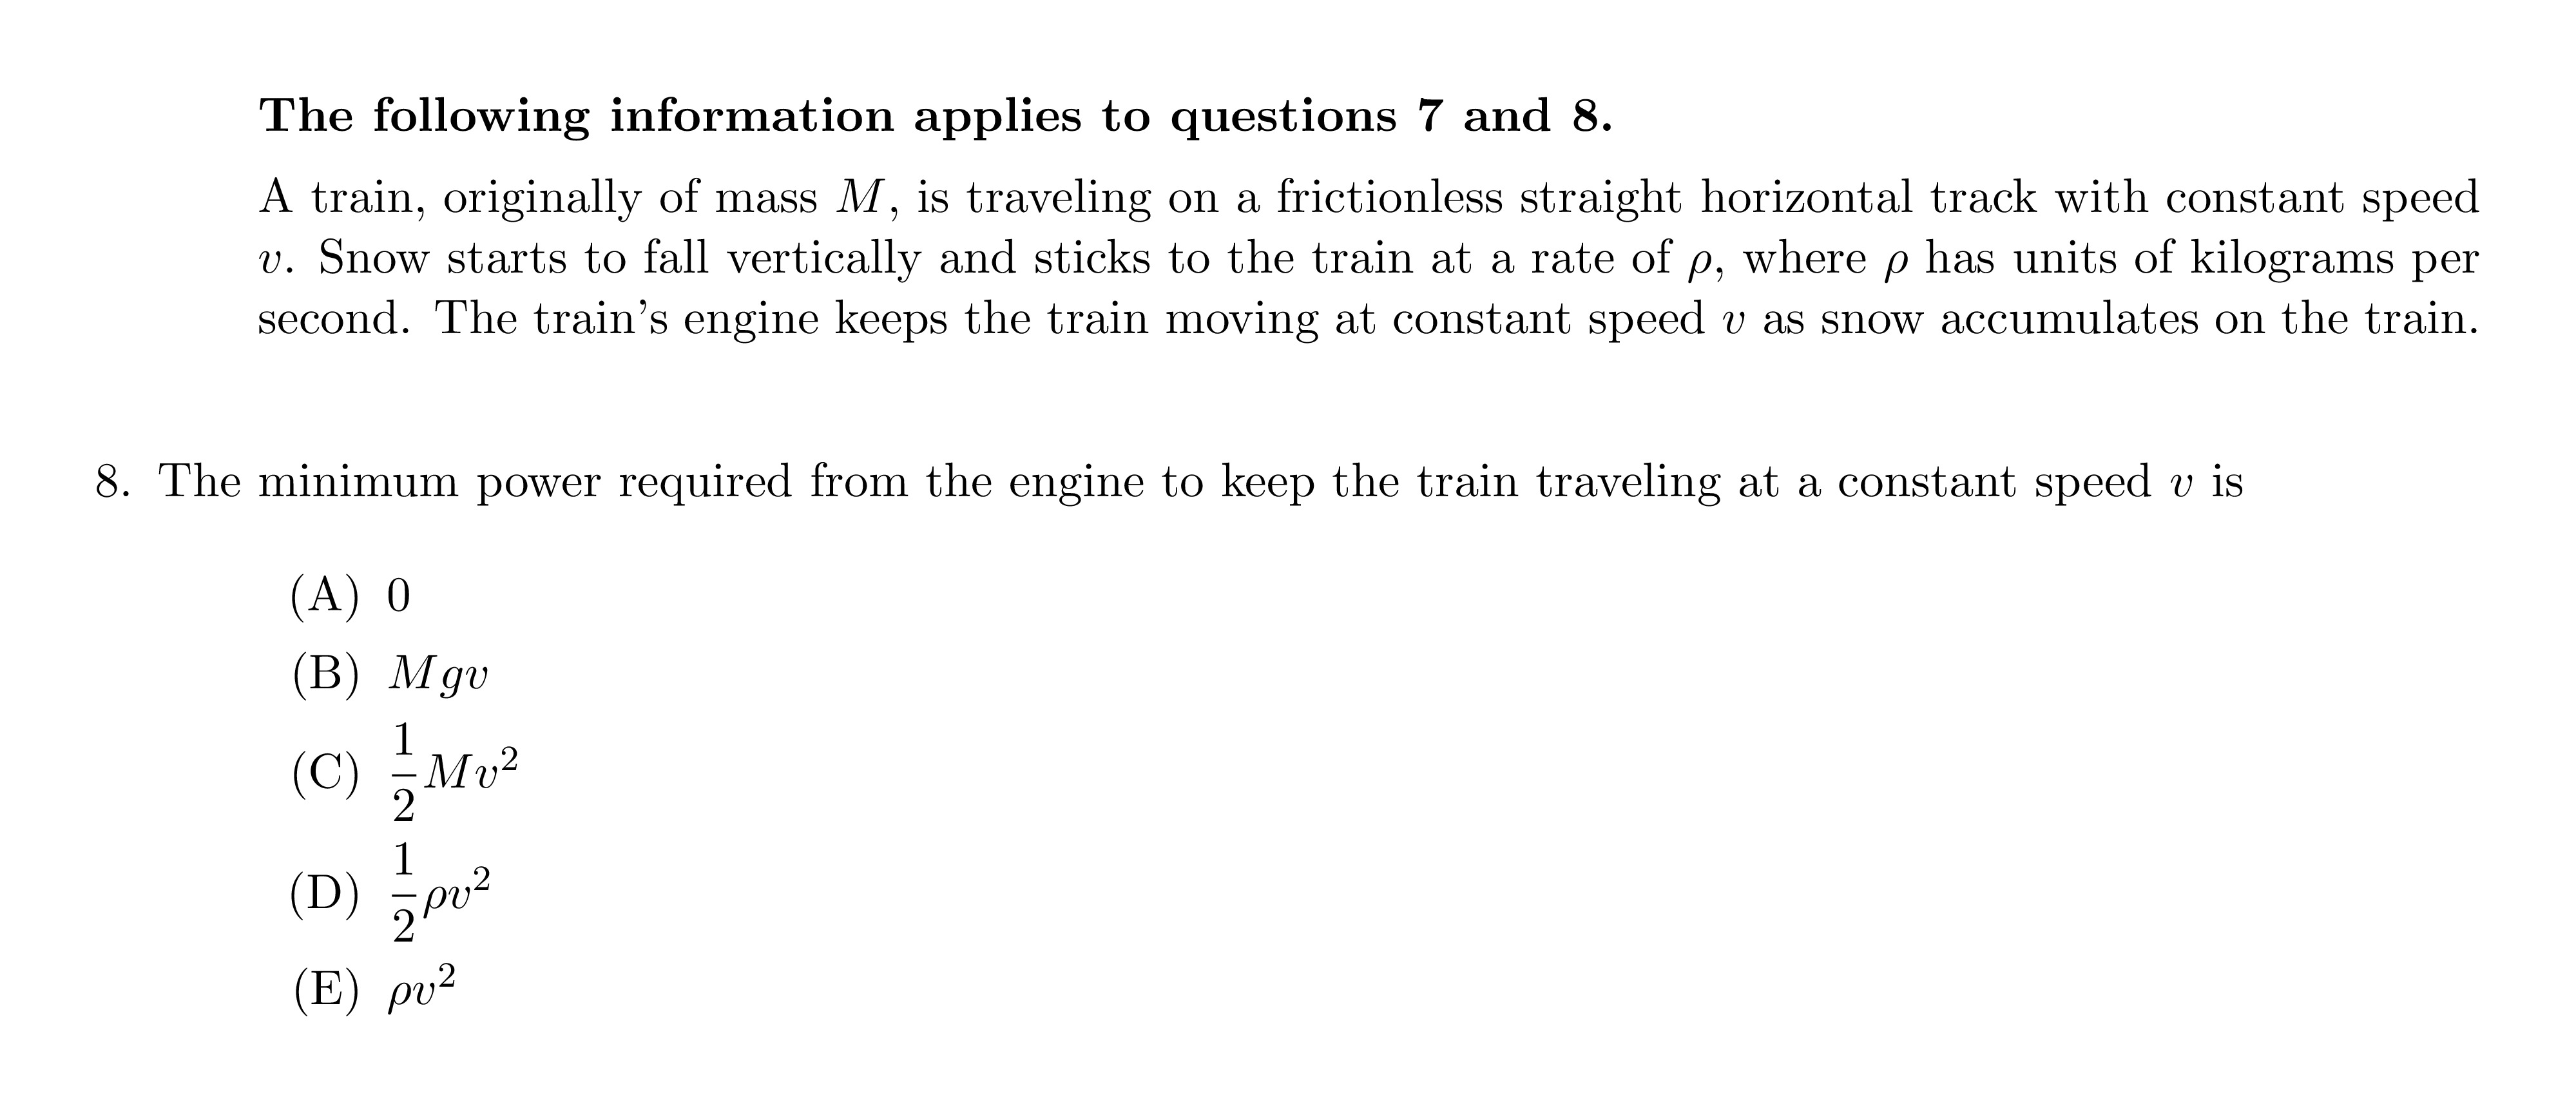 The following information applies to questions 7 and 8.
A train, originally of mass M, is traveling on a frictionless straight horizontal track with constant speed
v. Snow starts to fall vertically and sticks to the train at a rate of ρ, where ρ has units of kilograms per
second. The train's engine keeps the train moving at constant speed v as snow accumulates on the train.
8. The minimum power required from the engine to keep the train traveling at a constant speed v is
(A) 0
(B) Mgv
(C) \frac{1}{2}Mv^2
(D) \frac{1}{2}ρv^2
(E) ρv^2